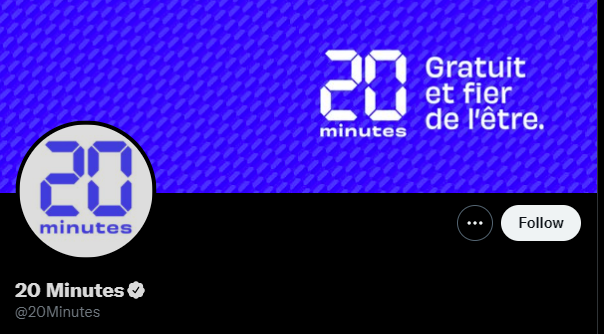 20
minutes
Gratuit
et fier
de l'être.
20
minutes
Follow
20 Minutes
@20Minutes